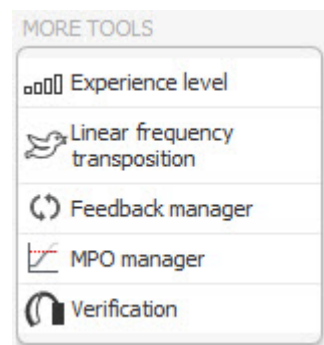 MORE TOOLS
Experience level
Linear frequency
transposition
Feedback manager
MPO manager
Verification